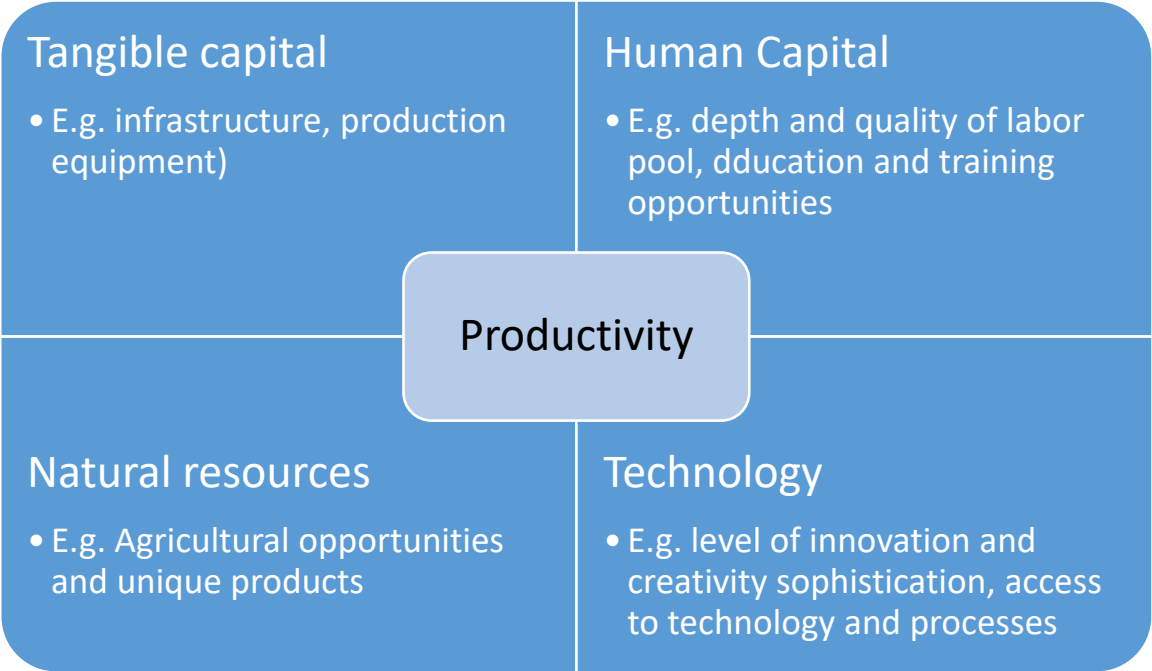 Tangible capital
• E.g. infrastructure, production
equipment)
Human Capital
• E.g. depth and quality of labor
pool, dducation and training
opportunities
Productivity
Natural resources
• E.g. Agricultural opportunities
and unique products
Technology
• E.g. level of innovation and
creativity sophistication, access
to technology and processes